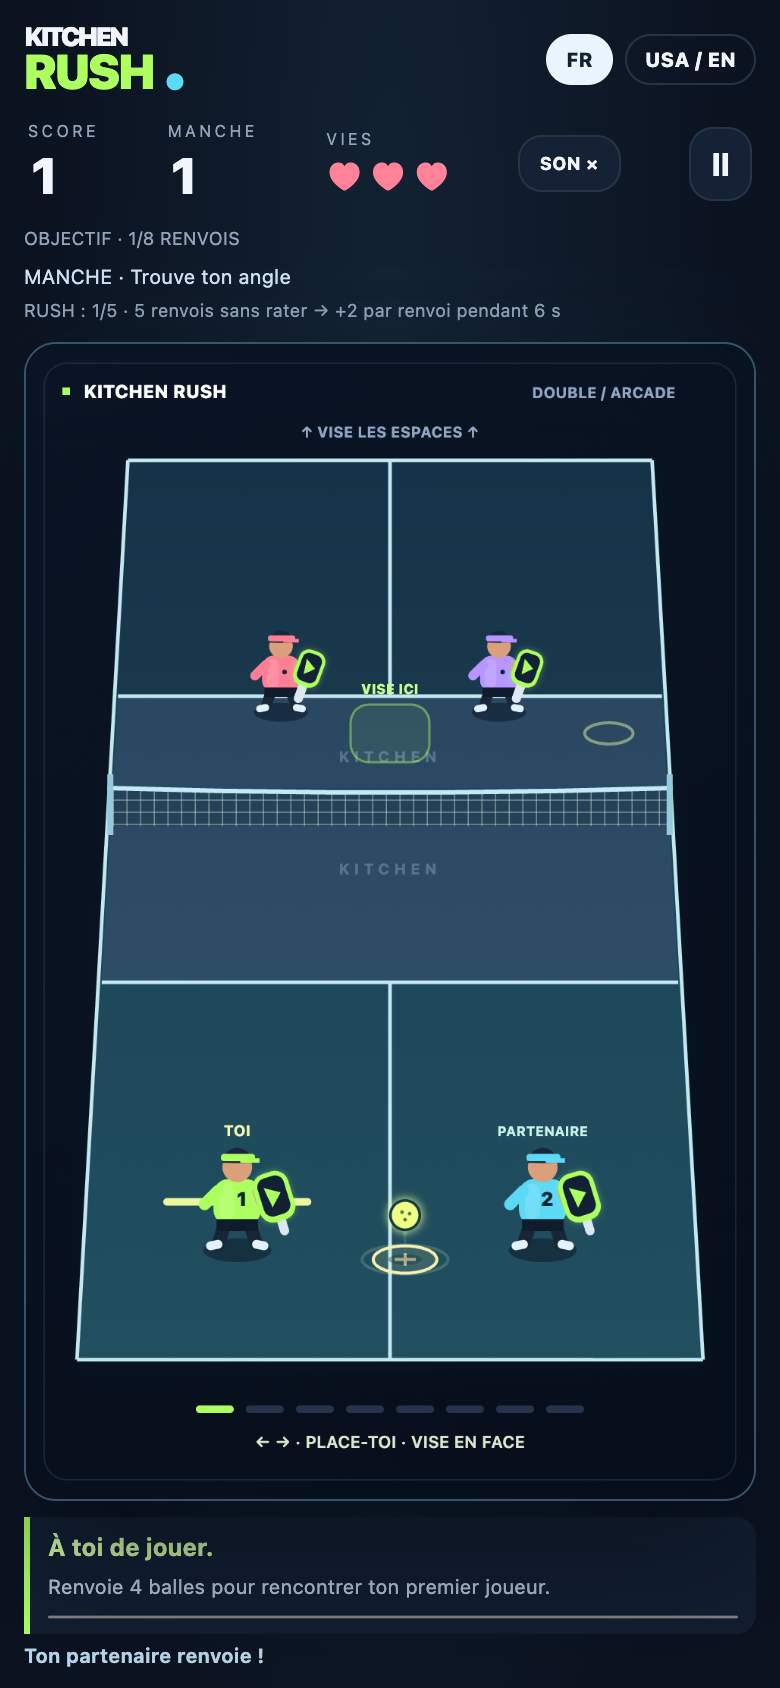 KITCHEN
RUSH
FR
USA / EN
SCORE
1
MANCHE
1
VIES
SON ×
OBJECTIF · 1/8 RENVOIS
MANCHE · Trouve ton angle
RUSH : 1/5 · 5 renvois sans rater → +2 par renvoi pendant 6 s
KITCHEN RUSH
DOUBLE / ARCADE
↑ VISE LES ESPACES ↑
VISE ICI
KITCHEN
KITCHEN
TOI
PARTENAIRE
1
2
← → · PLACE-TOI · VISE EN FACE
À toi de jouer.
Renvoie 4 balles pour rencontrer ton premier joueur.
Ton partenaire renvoie !